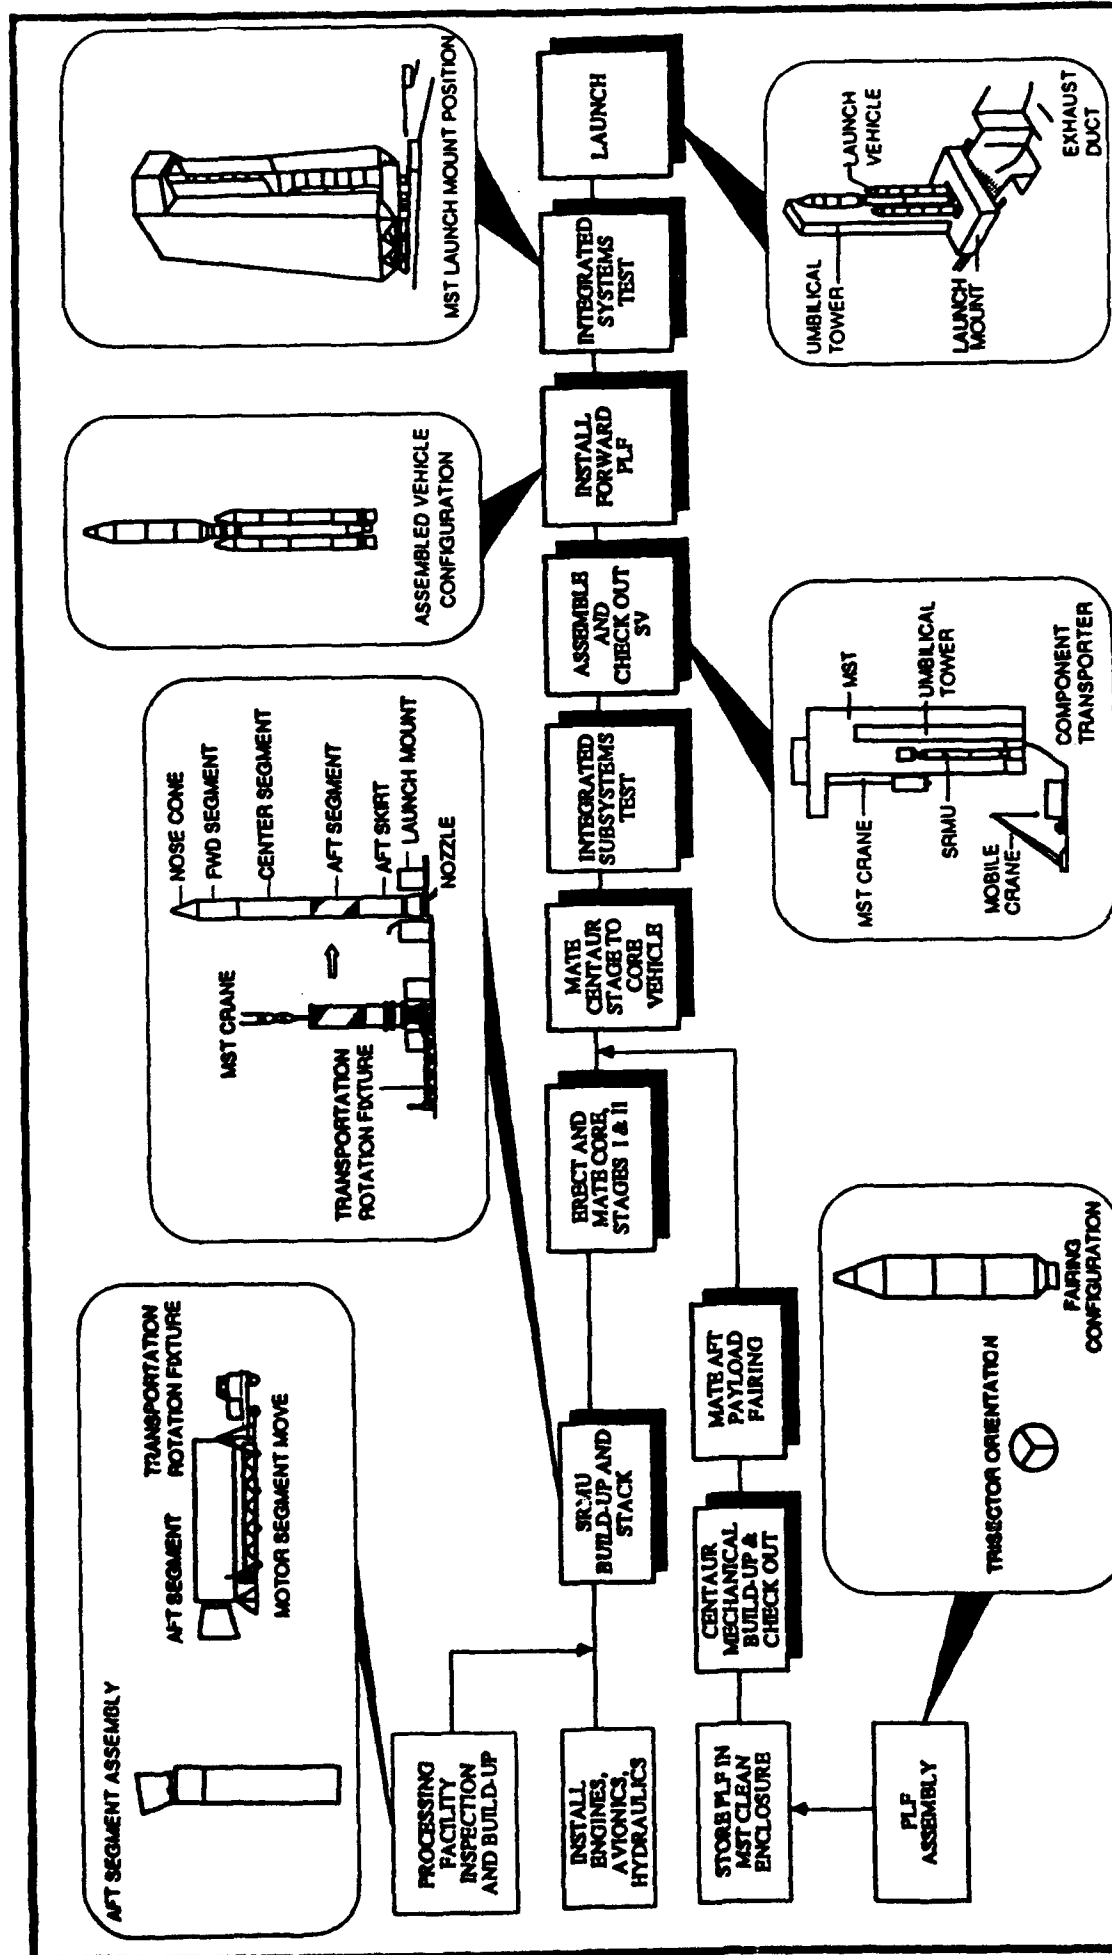 AFT SEGMENT ASSEMBLY
AFT SEGMENT
TRANSPORTATION
ROTATION FIXTURE
MOTOR SEGMENT MOVE
MST CRANE
TRANSPORTATION
ROTATION FIXTURE
NOSE CONE
FWD SEGMENT
CENTER SEGMENT
AFT SEGMENT
AFT SKIRT
LAUNCH MOUNT
NOZZLE
ASSEMBLED VEHICLE
CONFIGURATION
MST LAUNCH MOUNT POSITION
PROCESSING
FACILITY
INSPECTION
AND BUILD-UP
INSTALL
ENGINES,
AVIONICS,
HYDRAULICS
SRMU
BUILD-UP AND
STACK
ERECT AND
MATE CORE,
STAGES I & II
MATE
CENTAUR
STAGE TO
CORE
VEHICLE
INTEGRATED
SUBSYSTEMS
TEST
ASSEMBLE
AND
CHECK OUT
SV
INSTALL
FORWARD
PLF
INTEGRATED
SYSTEMS
TEST
LAUNCH
STORE PLF IN
MST CLEAN
ENCLOSURE
CENTAUR
MECHANICAL
BUILD-UP &
CHECK OUT
MATE AFT
PAYLOAD
FAIRING
PLF
ASSEMBLY
TRISECTOR ORIENTATION
FAIRING
CONFIGURATION
MST CRANE
SRMU
MOBILE
CRANE
MST
UMBILICAL
TOWER
COMPONENT
TRANSPORTER
UMBILICAL
TOWER
LAUNCH
MOUNT
LAUNCH
VEHICLE
EXHAUST
DUCT